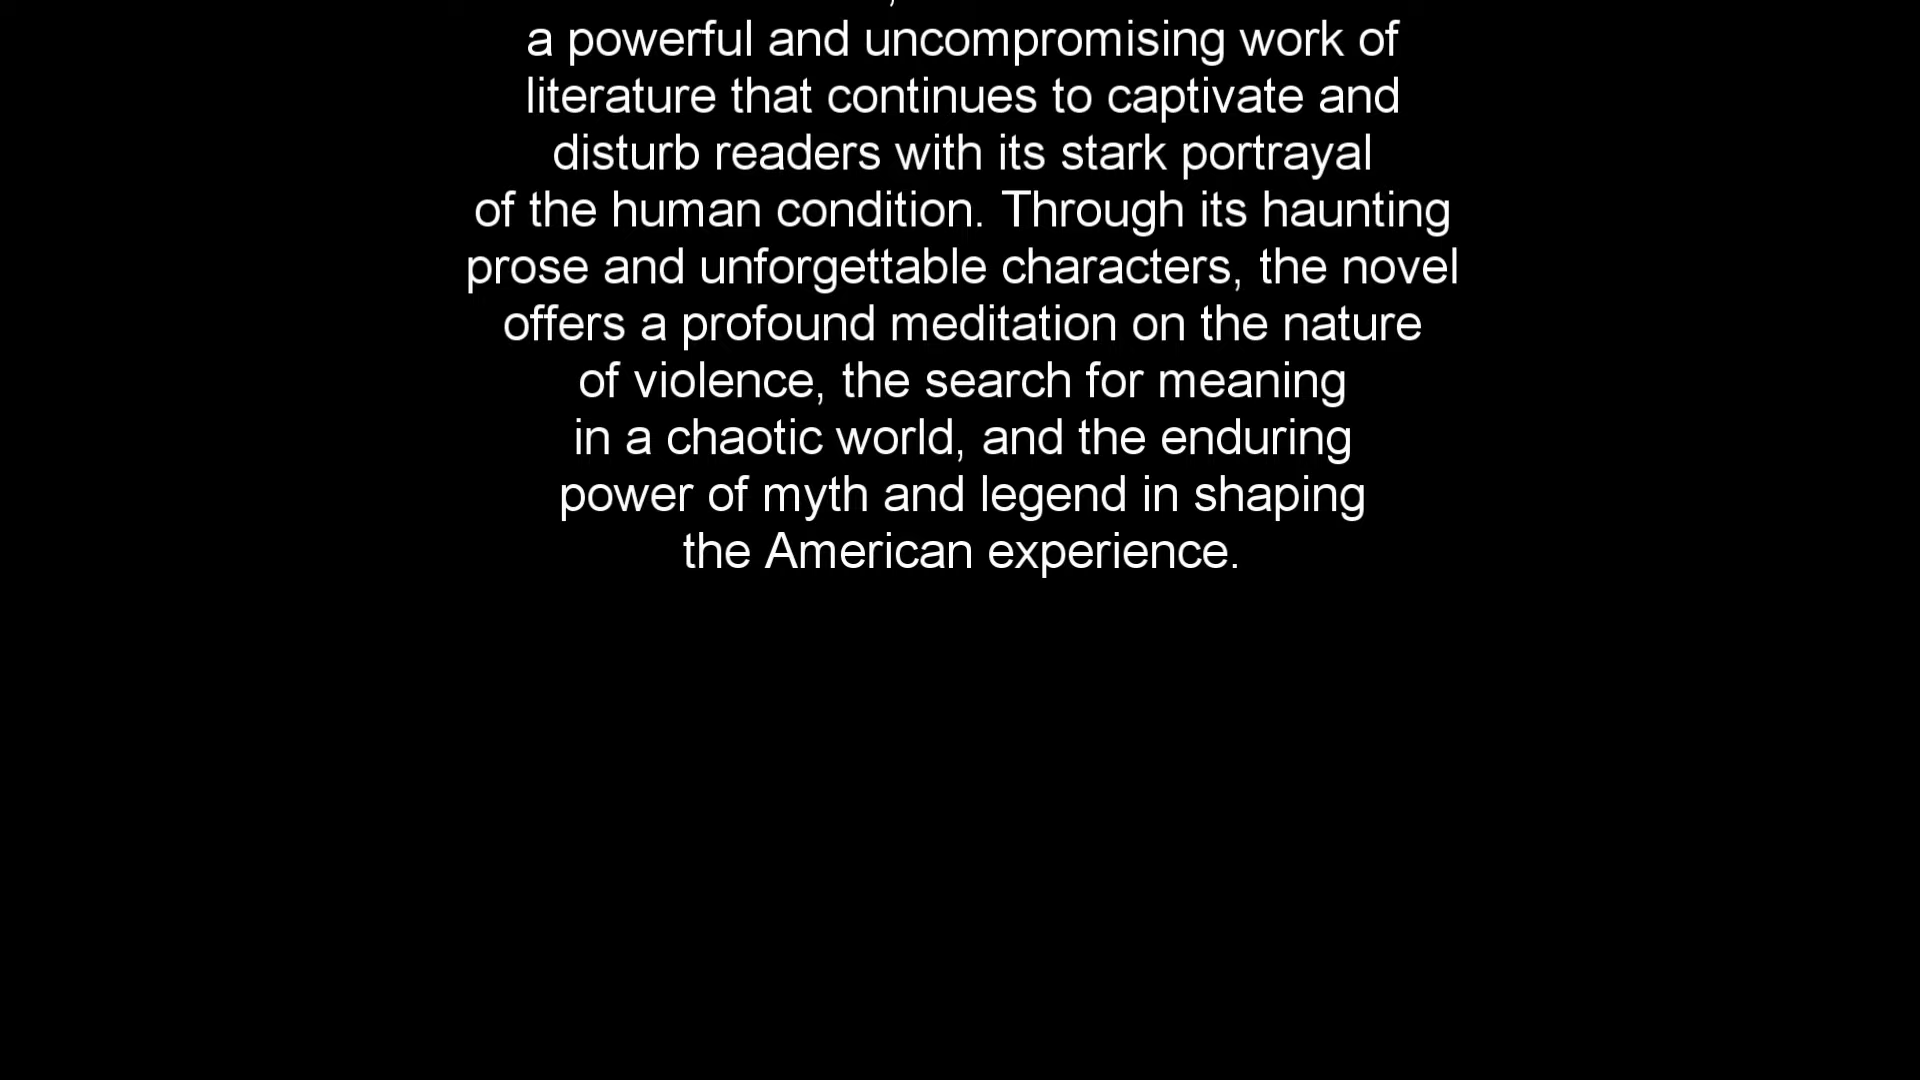 a powerful and uncompromising work of
literature that continues to captivate and
disturb readers with its stark portrayal
of the human condition. Through its haunting
prose and unforgettable characters, the novel
offers a profound meditation on the nature
of violence, the search for meaning
in a chaotic world, and the enduring
power of myth and legend in shaping
the American experience.